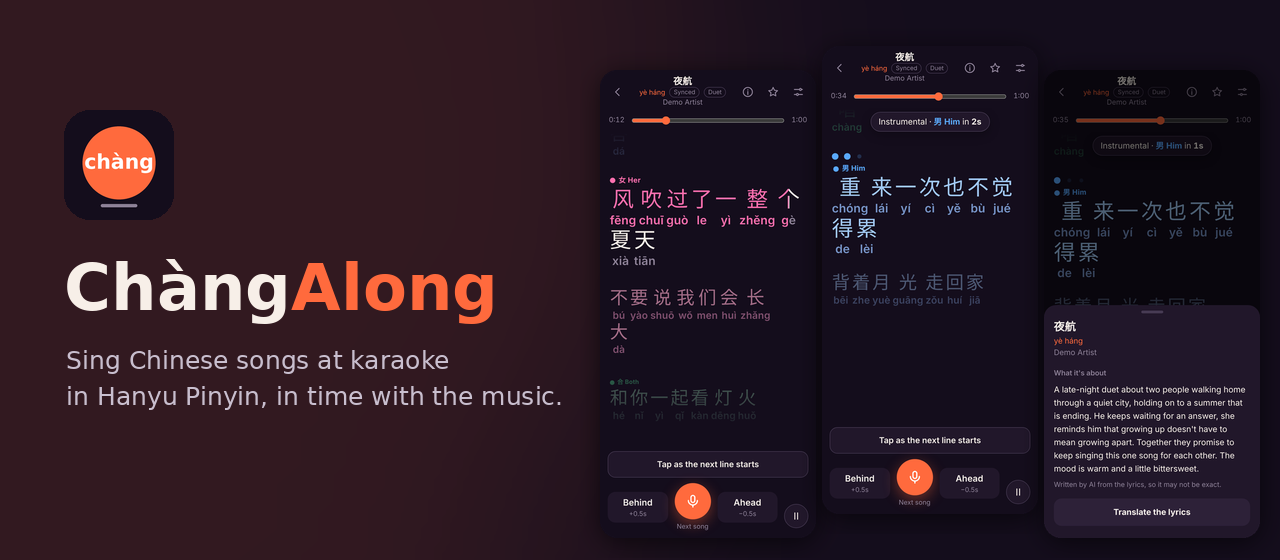 chàng
ChàngAlong
Sing Chinese songs at karaoke
in Hanyu Pinyin, in time with the music.
夜航
yè háng Synced Duet
Demo Artist
0:12 1:00
dà
女 Her
风吹过了一整个
fēng chuī guò le yì zhěng gè
夏天
xià tiān
不要说我们会长
bú yào shuō wǒ men huì zhǎng
大
dà
合 Both
和你一起看灯火
hé nǐ yì qǐ kàn dēng huǒ
Tap as the next line starts
Behind
+0.5s
Ahead
−0.5s
Next song
夜航
yè háng Synced Duet
Demo Artist
0:34 1:00
chàng
Instrumental · 男 Him in 2s
男 Him
重来一次也不觉
chóng lái yí cì yě bù jué
得累
de lèi
背着月光走回家
bēi zhe yuè guāng zǒu huí jiā
Tap as the next line starts
Behind
+0.5s
Ahead
−0.5s
Next song
夜航
yè háng Synced Duet
Demo Artist
0:35 1:00
chàng
Instrumental · 男 Him in 1s
男 Him
重来一次也不觉
chóng lái yí cì yě bù jué
得累
de lèi
背着月光走回家
夜航
yè háng
Demo Artist
What it's about
A late-night duet about two people walking home
through a quiet city, holding on to a summer that
is ending. He keeps waiting for an answer, she
reminds him that growing up doesn't have to
mean growing apart. Together they promise to
keep singing this one song for each other. The
mood is warm and a little bittersweet.
Written by AI from the lyrics, so it may not be exact.
Translate the lyrics